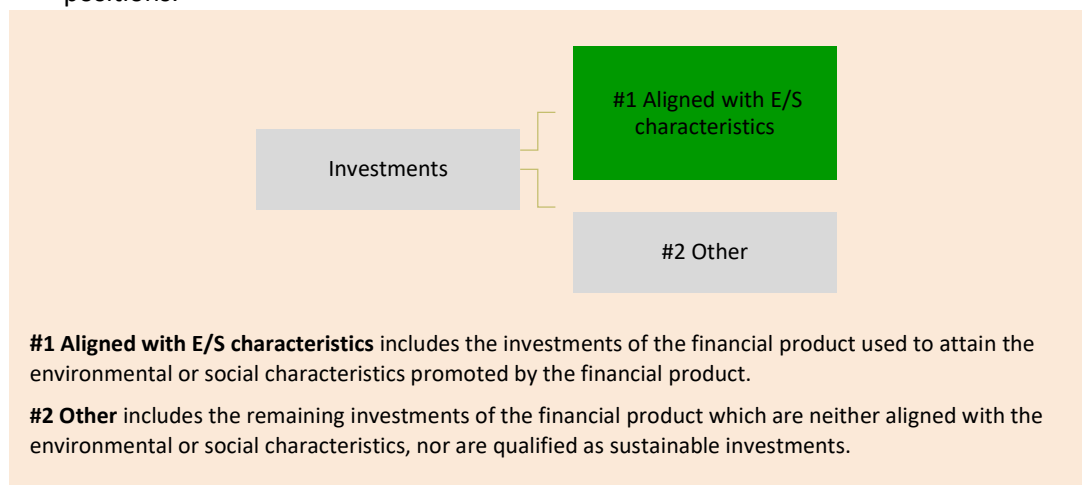 positions.
#1 Aligned with E/S
characteristics
Investments
#2 Other
#1 Aligned with E/S characteristics includes the investments of the financial product used to attain the
environmental or social characteristics promoted by the financial product.
#2 Other includes the remaining investments of the financial product which are neither aligned with the
environmental or social characteristics, nor are qualified as sustainable investments.